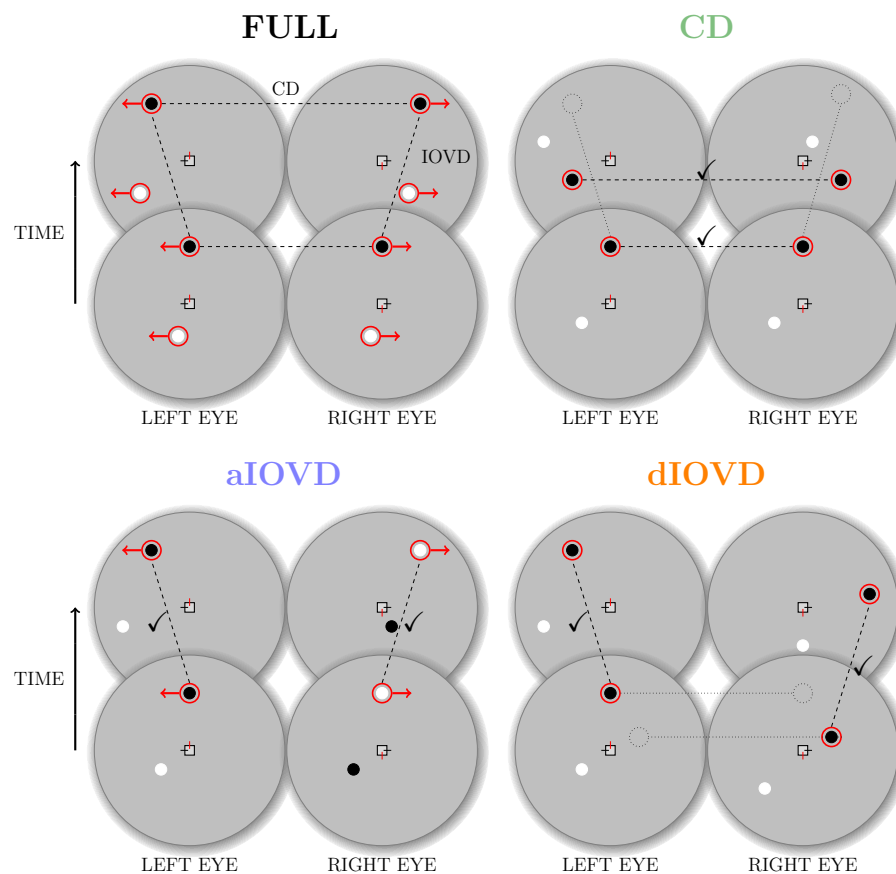 FULL
CD
CD
IOVD
TIME
LEFT EYE
RIGHT EYE
LEFT EYE
RIGHT EYE
aIOVD
dIOVD
TIME
LEFT EYE
RIGHT EYE
LEFT EYE
RIGHT EYE